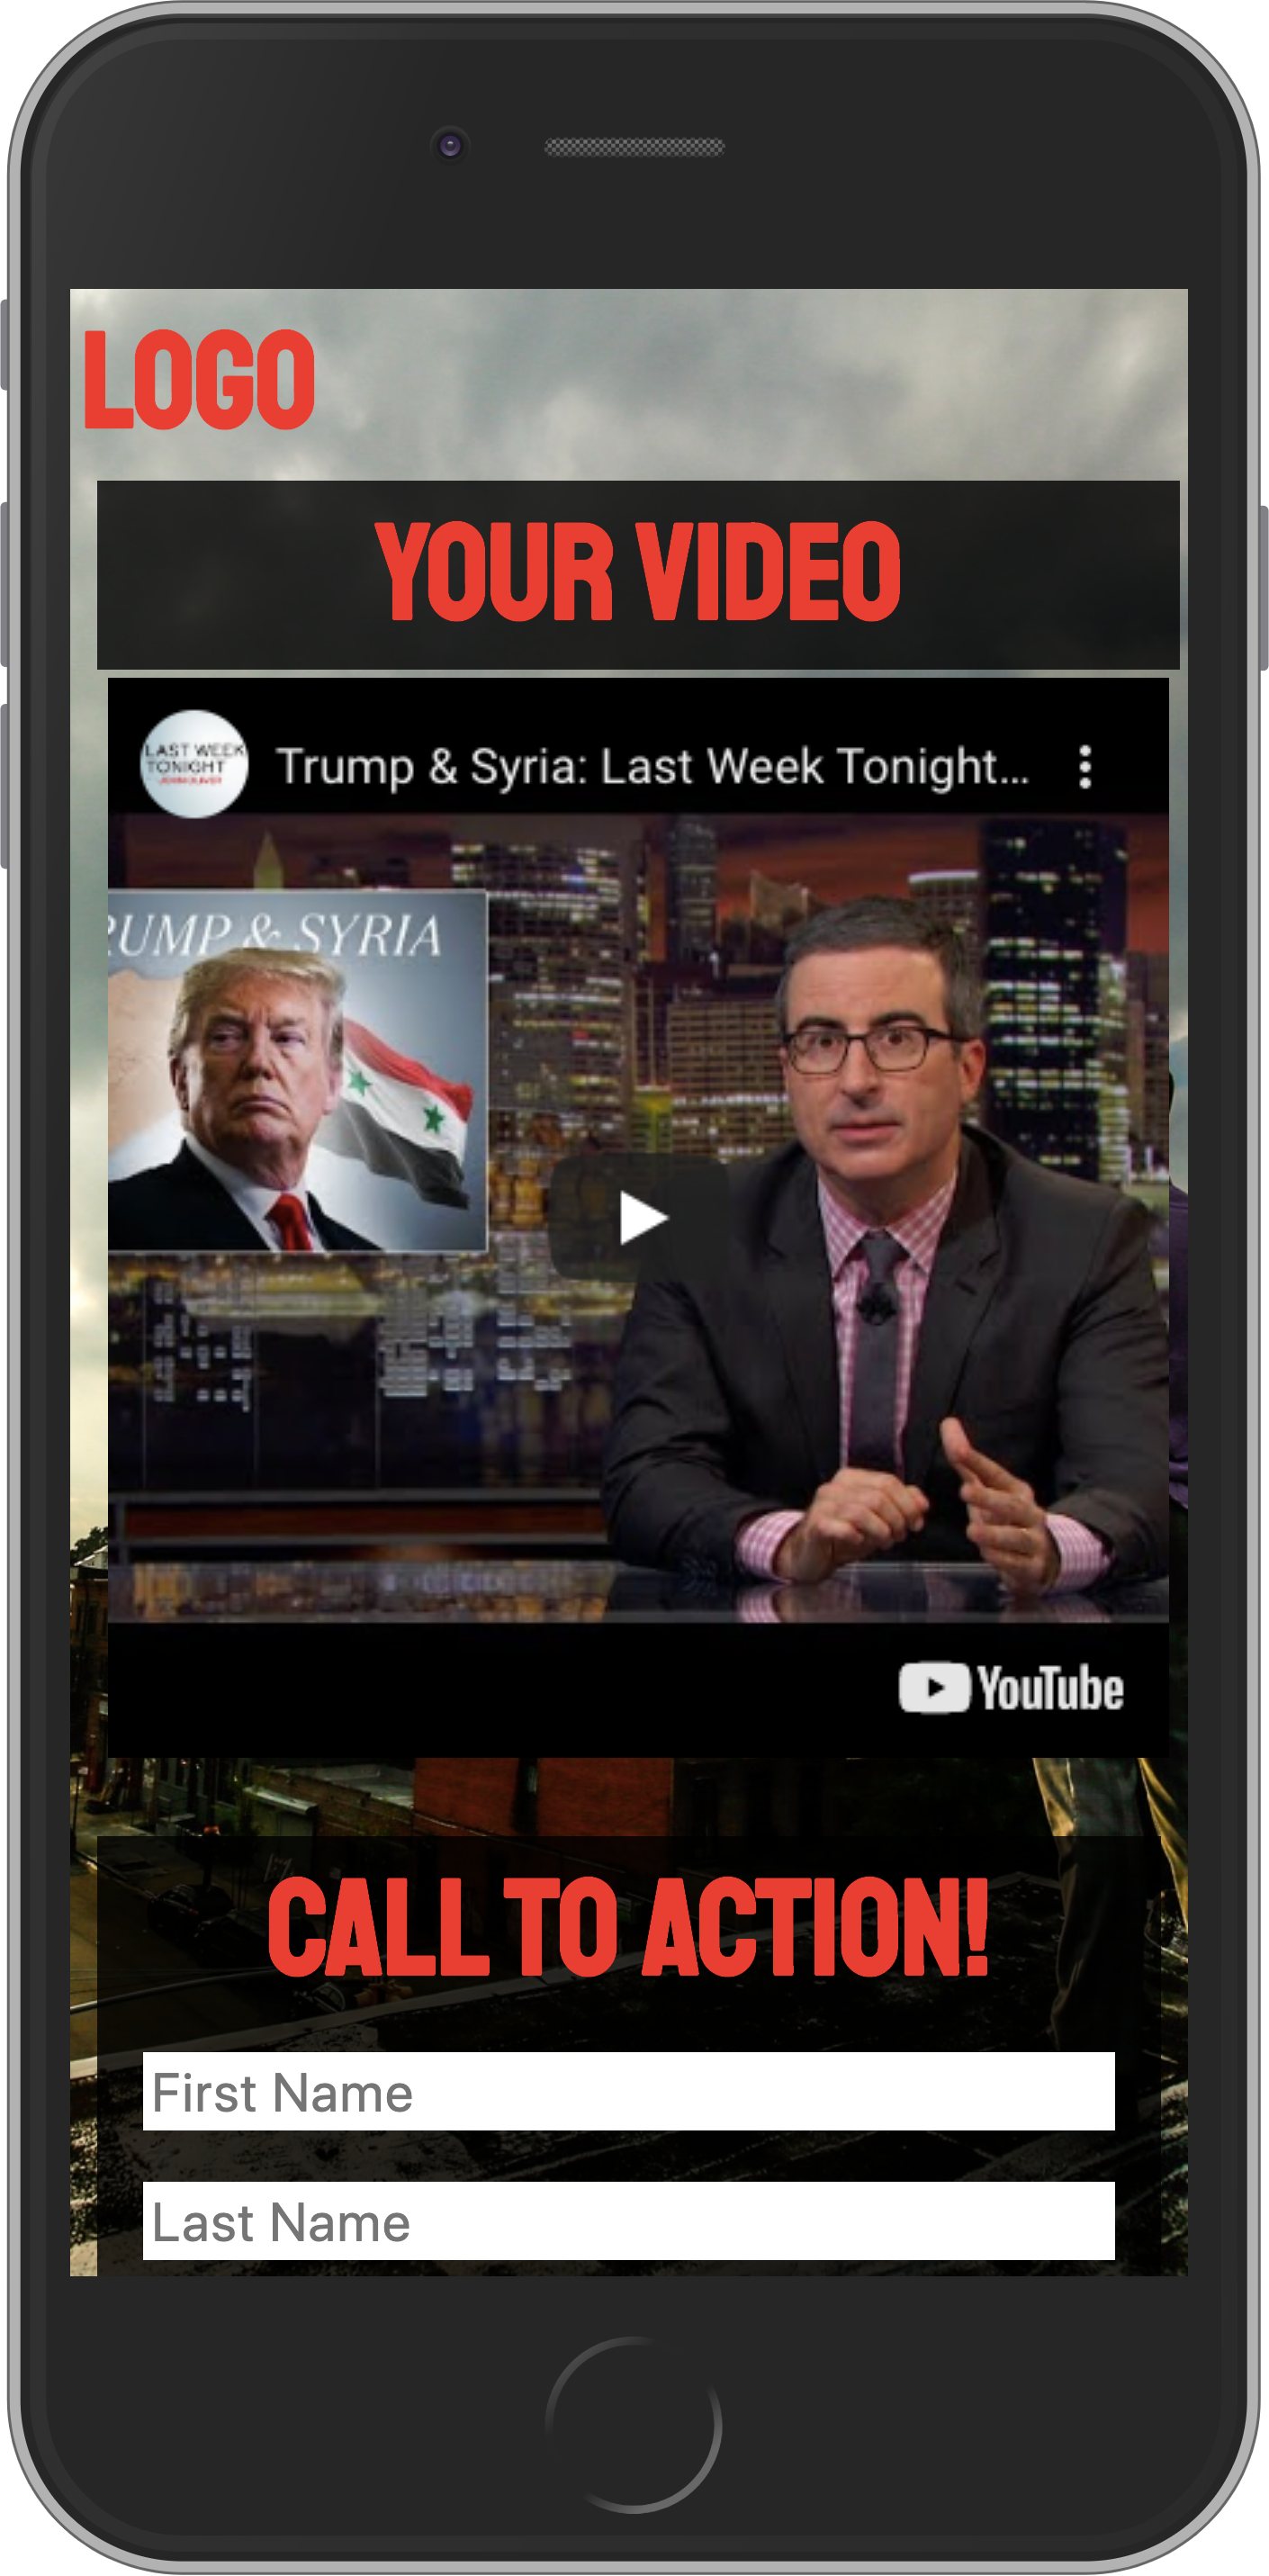 LOGO
YOUR VIDEO
LAST WEEK
TONIGHT
Trump & Syria: Last Week Tonight...
RUMP & SYRIA
YouTube
CALL TO ACTION!
First Name
Last Name